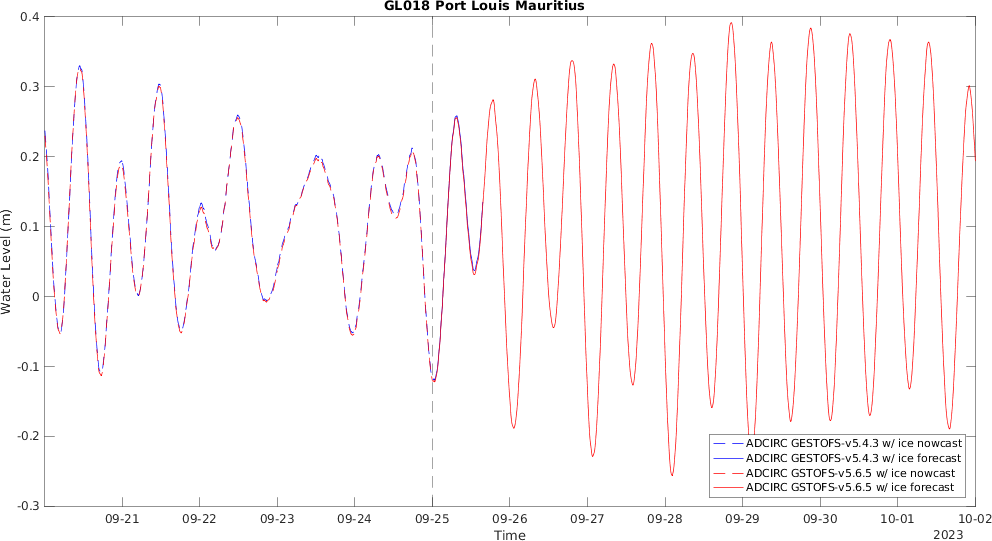 GL018 Port Louis Mauritius
0.4
0.3
0.2
0.1
0
-0.1
-0.2
-0.3
Water Level (m)
09-21 09-22 09-23 09-24 09-25 09-26 09-27 09-28 09-29 09-30 10-01 10-02
Time
2023
ADCIRC GESTOFS-v5.4.3 w/ ice nowcast
ADCIRC GESTOFS-v5.4.3 w/ ice forecast
ADCIRC GSTOFS-v5.6.5 w/ ice nowcast
ADCIRC GSTOFS-v5.6.5 w/ ice forecast